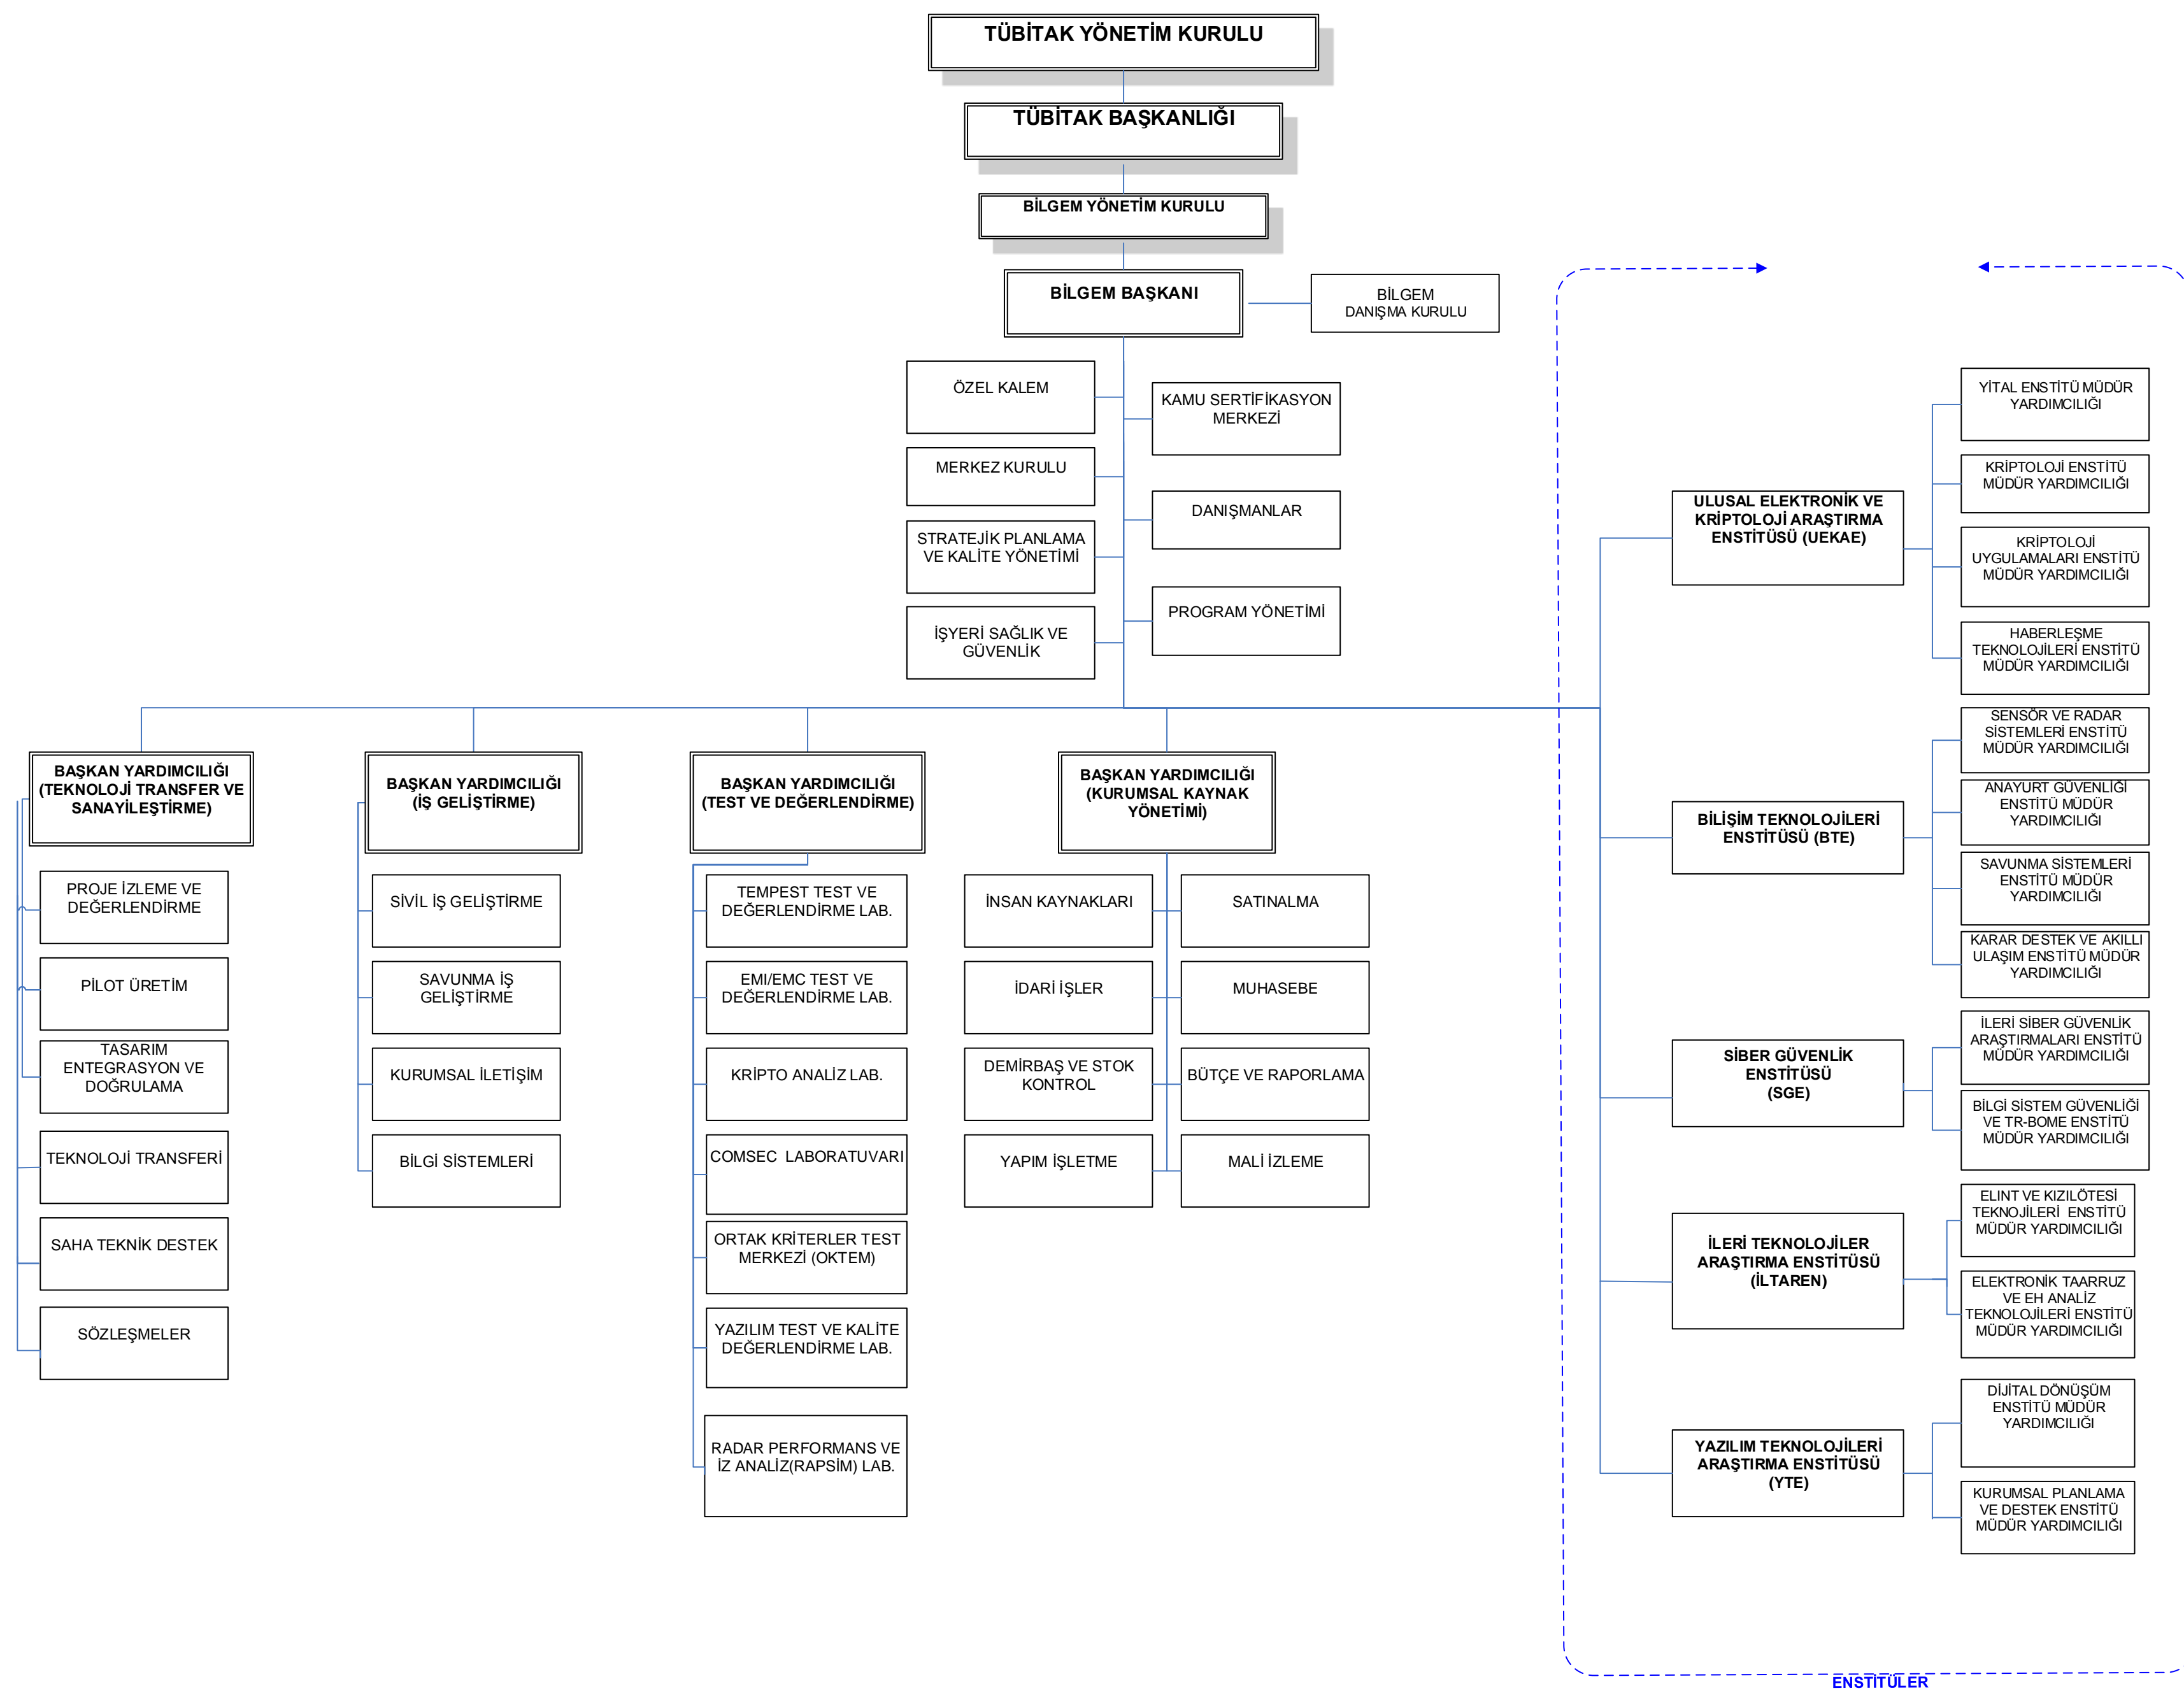 TÜBİTAK YÖNETİM KURULU
TÜBİTAK BAŞKANLIĞI
BİLGEM YÖNETİM KURULU
BİLGEM BAŞKANI
BİLGEM
DANIŞMA KURULU
ÖZEL KALEM
KAMU SERTİFİKASYON
MERKEZİ
MERKEZ KURULU
DANIŞMANLAR
STRATEJİK PLANLAMA
VE KALİTE YÖNETİMİ
PROGRAM YÖNETİMİ
İŞYERİ SAĞLIK VE
GÜVENLİK
BAŞKAN YARDIMCILIĞI
(TEKNOLOJİ TRANSFER VE
SANAYİLEŞTİRME)
PROJE İZLEME VE
DEĞERLENDİRME
PİLOT ÜRETİM
TASARIM
ENTEGRASYON VE
DOĞRULAMA
TEKNOLOJİ TRANSFERİ
SAHA TEKNİK DESTEK
SÖZLEŞMELER
BAŞKAN YARDIMCILIĞI
(İŞ GELİŞTİRME)
SİVİL İŞ GELİŞTİRME
SAVUNMA İŞ
GELİŞTİRME
KURUMSAL İLETİŞİM
BİLGİ SİSTEMLERİ
BAŞKAN YARDIMCILIĞI
(TEST VE DEĞERLENDİRME)
TEMPEST TEST VE
DEĞERLENDİRME LAB.
EMI/EMC TEST VE
DEĞERLENDİRME LAB.
KRİPTO ANALİZ LAB.
COMSEC  LABORATUVARI
ORTAK KRİTERLER TEST
MERKEZİ (OKTEM)
YAZILIM TEST VE KALİTE
DEĞERLENDİRME LAB.
RADAR PERFORMANS VE
İZ ANALİZ(RAPSİM) LAB.
BAŞKAN YARDIMCILIĞI
(KURUMSAL KAYNAK
YÖNETİMİ)
İNSAN KAYNAKLARI
SATINALMA
İDARİ İŞLER
MUHASEBE
DEMİRBAŞ VE STOK
KONTROL
BÜTÇE VE RAPORLAMA
YAPIM İŞLETME
MALİ İZLEME
ULUSAL ELEKTRONİK VE
KRİPTOLOJİ ARAŞTIRMA
ENSTİTÜSÜ (UEKAE)
YİTAL ENSTİTÜ MÜDÜR
YARDIMCILIĞI
KRİPTOLOJİ ENSTİTÜ
MÜDÜR YARDIMCILIĞI
KRİPTOLOJİ
UYGULAMALARI ENSTİTÜ
MÜDÜR YARDIMCILIĞI
HABERLEŞME
TEKNOLOJİLERİ ENSTİTÜ
MÜDÜR YARDIMCILIĞI
BİLİŞİM TEKNOLOJİLERİ
ENSTİTÜSÜ (BTE)
SENSÖR VE RADAR
SİSTEMLERİ ENSTİTÜ
MÜDÜR YARDIMCILIĞI
ANAYURT GÜVENLİĞİ
ENSTİTÜ MÜDÜR
YARDIMCILIĞI
SAVUNMA SİSTEMLERİ
ENSTİTÜ MÜDÜR
YARDIMCILIĞI
KARAR DESTEK VE AKILLI
ULAŞIM ENSTİTÜ MÜDÜR
YARDIMCILIĞI
SİBER GÜVENLİK
ENSTİTÜSÜ
(SGE)
İLERİ SİBER GÜVENLİK
ARAŞTIRMALARI ENSTİTÜ
MÜDÜR YARDIMCILIĞI
BİLGİ SİSTEM GÜVENLİĞİ
VE TR-BOME ENSTİTÜ
MÜDÜR YARDIMCILIĞI
İLERİ TEKNOLOJİLER
ARAŞTIRMA ENSTİTÜSÜ
(İLTAREN)
ELINT VE KIZILÖTESİ
TEKNOJİLERİ  ENSTİTÜ
MÜDÜR YARDIMCILIĞI
ELEKTRONİK TAARRUZ
VE EH ANALİZ
TEKNOLOJİLERİ ENSTİTÜ
MÜDÜR YARDIMCILIĞI
YAZILIM TEKNOLOJİLERİ
ARAŞTIRMA ENSTİTÜSÜ
(YTE)
DİJİTAL DÖNÜŞÜM
ENSTİTÜ MÜDÜR
YARDIMCILIĞI
KURUMSAL PLANLAMA
VE DESTEK ENSTİTÜ
MÜDÜR YARDIMCILIĞI
ENSTİTÜLER